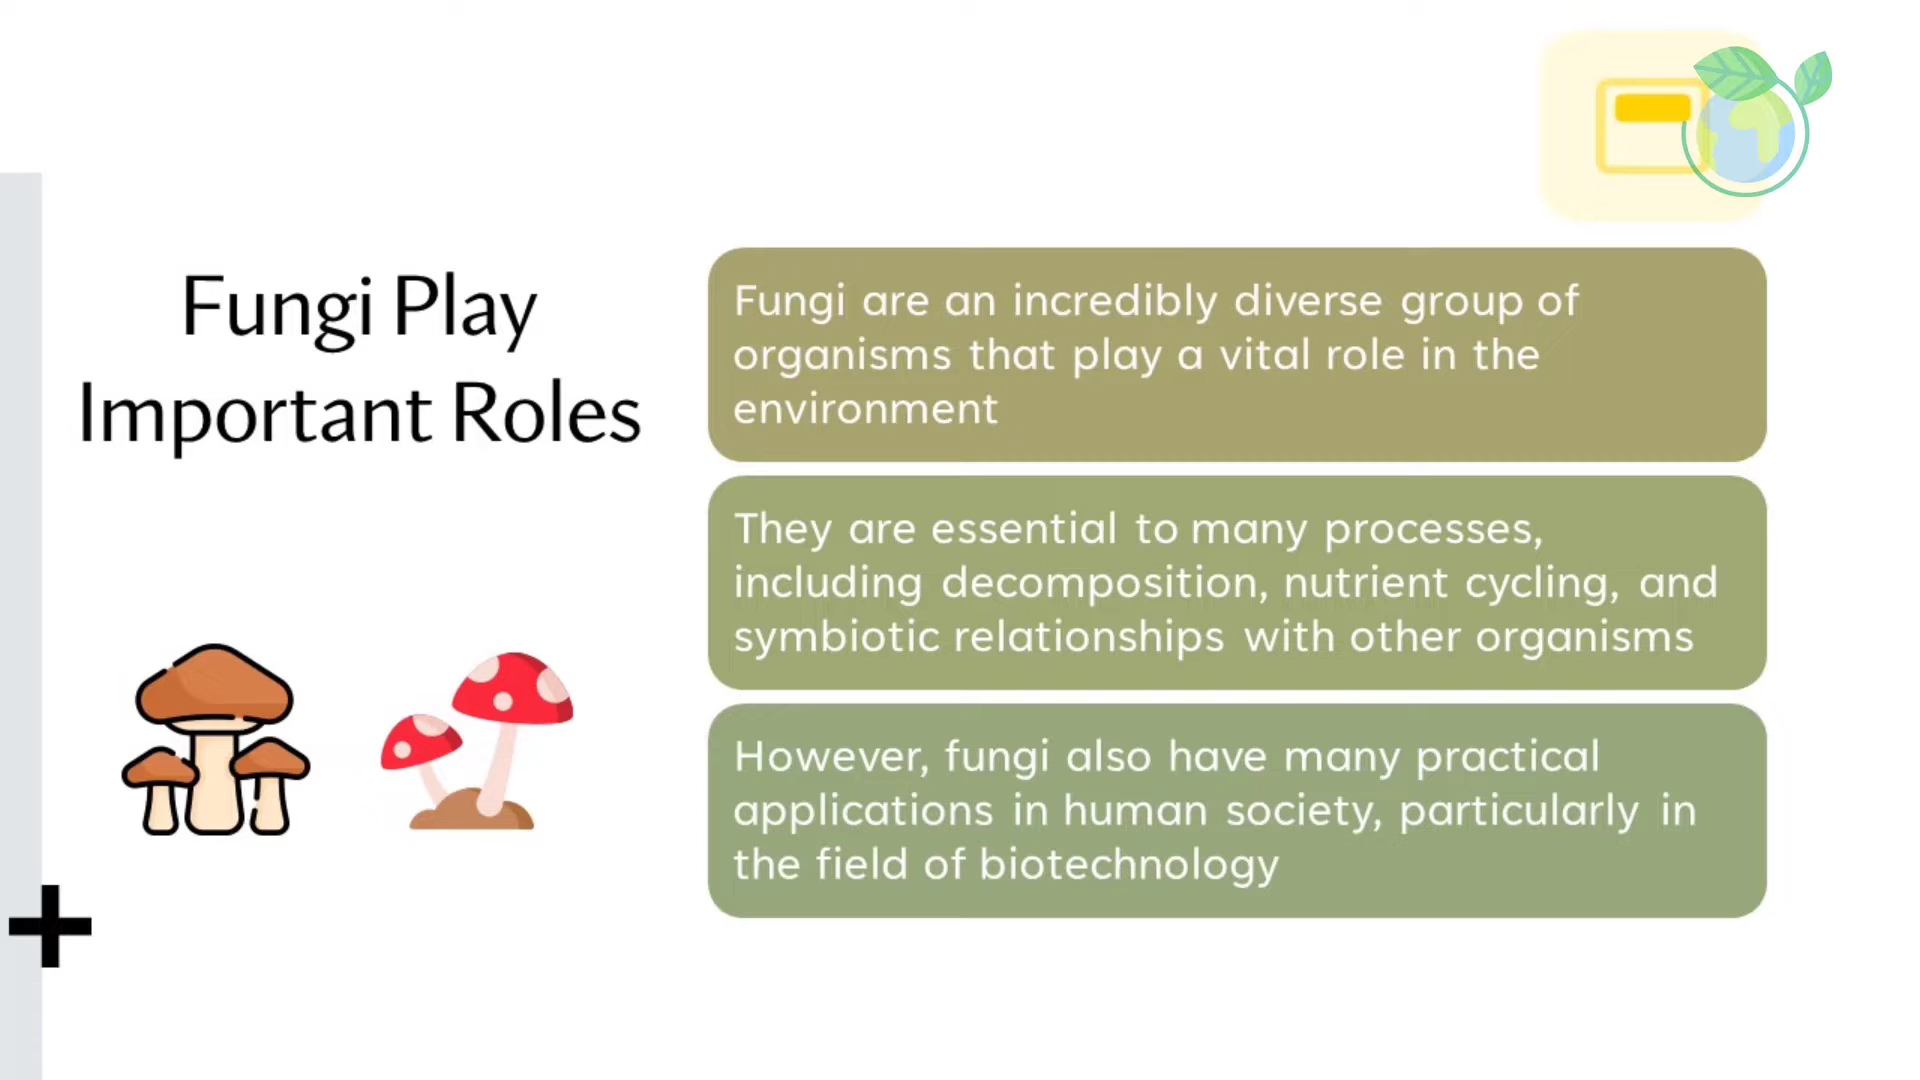 Fungi Play
Important Roles
Fungi are an incredibly diverse group of
organisms that play a vital role in the
environment
They are essential to many processes,
including decomposition, nutrient cycling, and
symbiotic relationships with other organisms
However, fungi also have many practical
applications in human society, particularly in
the field of biotechnology